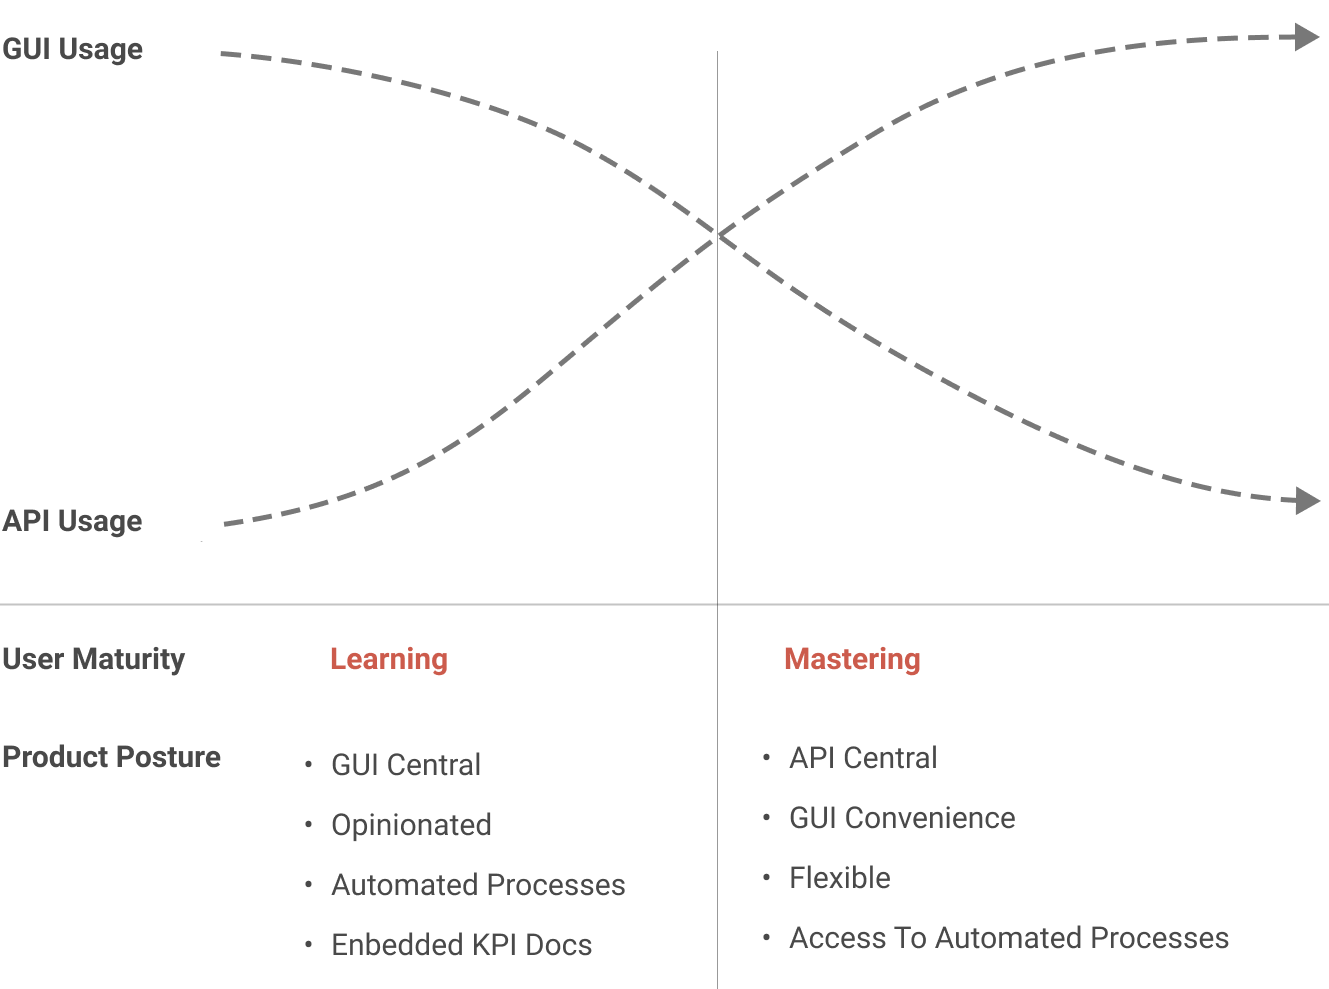 GUI Usage
API Usage
User Maturity
Learning
Mastering
Product Posture
• GUI Central
• Opinionated
• Automated Processes
• Enbedded KPI Docs
• API Central
• GUI Convenience
• Flexible
• Access To Automated Processes